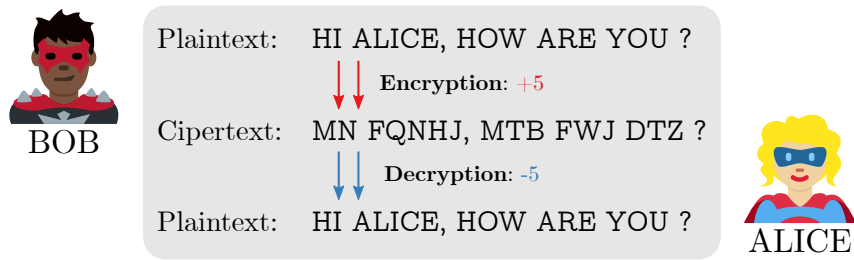 Plaintext: HI ALICE, HOW ARE YOU ?
Encryption: +5
BOB
Cipertext: MN FQNHJ, MTB FWJ DTZ ?
Decryption: -5
Plaintext: HI ALICE, HOW ARE YOU ?
ALICE